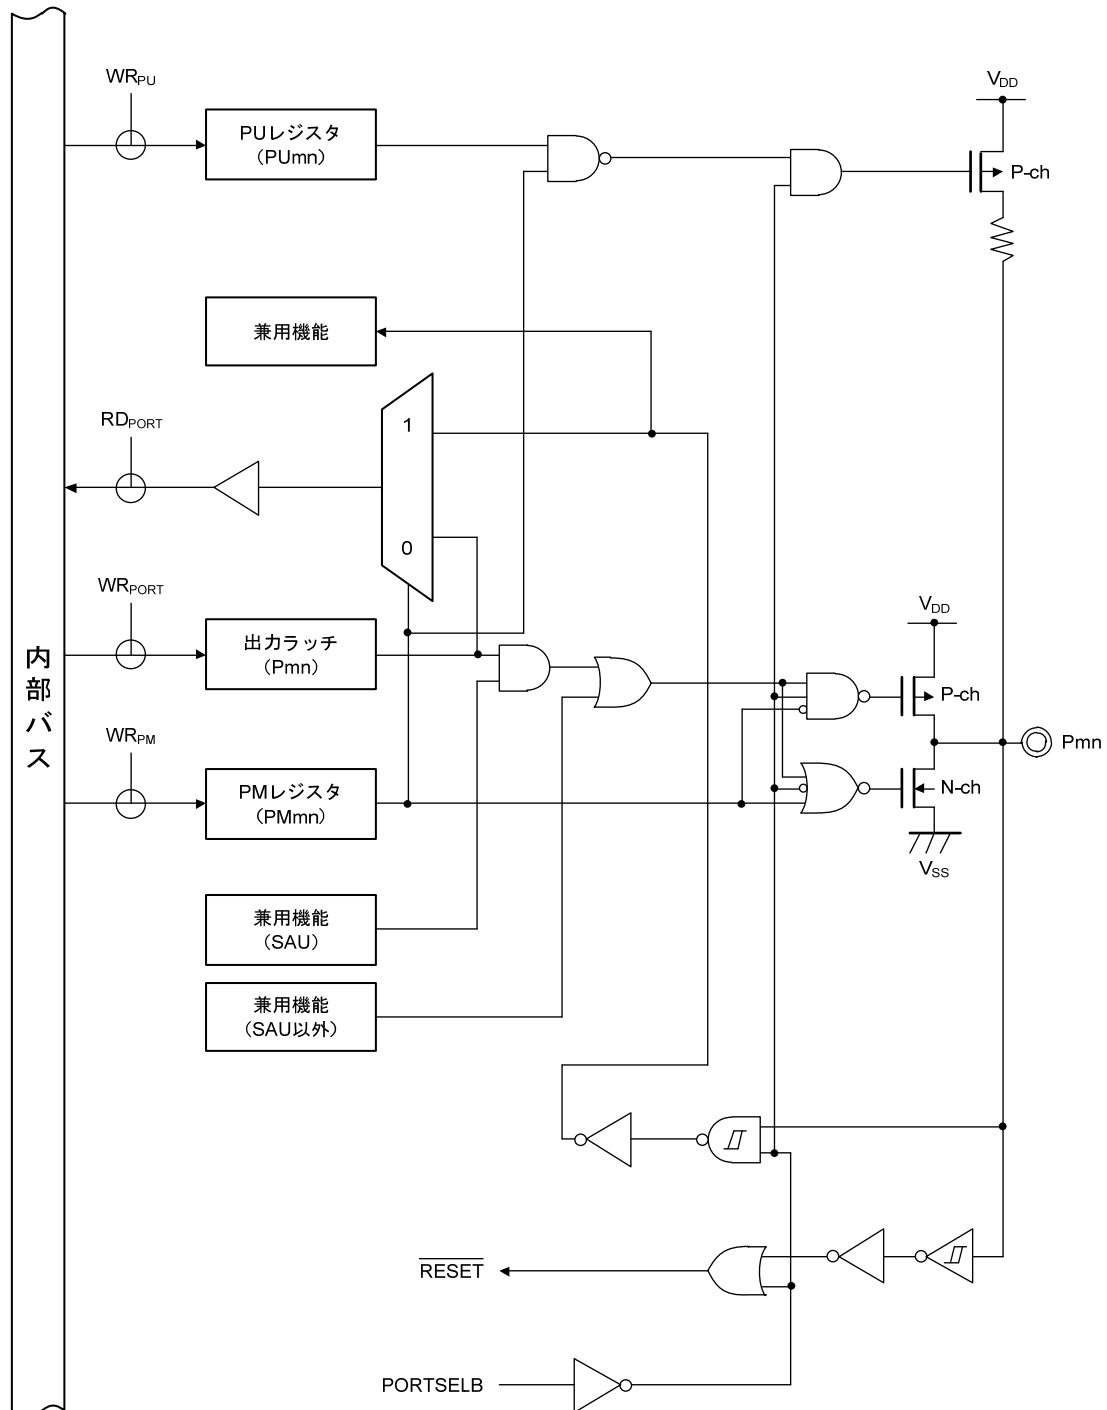 WRPU
VDD
PUレジスタ
(PUmn)
P-ch
兼用機能
RDPORT
1
0
WRPORT
VDD
出力ラッチ
(Pmn)
内部バス
P-ch
WRPM
Pmn
PMレジスタ
(PMmn)
N-ch
VSS
兼用機能
(SAU)
兼用機能
(SAU以外)
RESET
PORTSELB